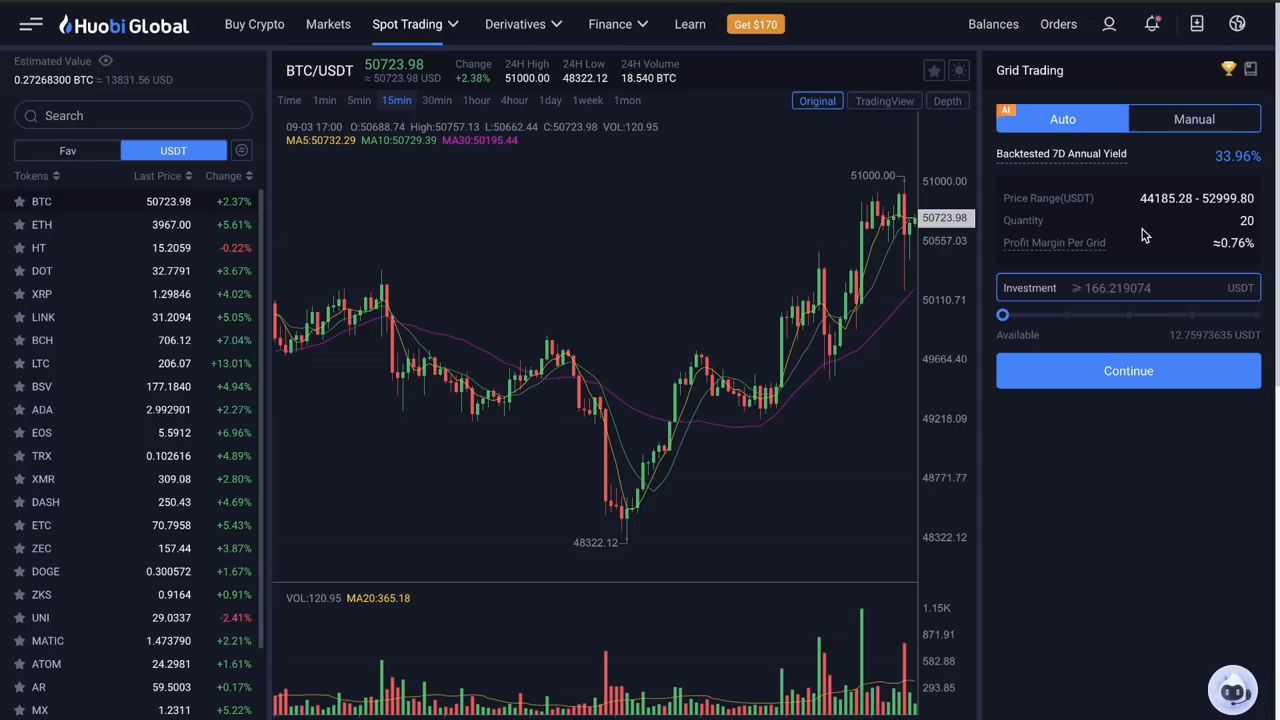 Huobi Global
Buy Crypto
Markets
Spot Trading
Derivatives
Finance
Learn
Get $170
Balances
Orders
Estimated Value
0.27268300 BTC ≈ 13831.56 USD
Search
Fav
USDT
Tokens Last Price Change
BTC 50723.98 +2.37%
ETH 3967.00 +5.61%
HT 15.2059 -0.22%
DOT 32.7791 +3.67%
XRP 1.29846 +4.02%
LINK 31.2094 +5.05%
BCH 706.12 +7.04%
LTC 206.07 +13.01%
BSV 177.1840 +4.94%
ADA 2.992901 +2.27%
EOS 5.5912 +6.96%
TRX 0.102616 +4.89%
XMR 309.08 +2.80%
DASH 250.43 +4.69%
ETC 70.7958 +5.43%
ZEC 157.44 +3.87%
DOGE 0.300572 +1.67%
ZKS 0.9164 +0.91%
UNI 29.0337 -2.41%
MATIC 1.473790 +2.21%
ATOM 24.2981 +1.61%
AR 59.5003 +0.17%
MX 1.2311 +5.22%
BTC/USDT
50723.98
≈ 50723.98 USD
Change
+2.38%
24H High
51000.00
24H Low
48322.12
24H Volume
18.540 BTC
Time 1min 5min 15min 30min 1hour 4hour 1day 1week 1mon
Original
TradingView
Depth
09-03 17:00 O:50688.74 High:50757.13 L:50662.44 C:50723.98 VOL:120.95
MA5:50732.29 MA10:50729.39 MA30:50195.44
51000.00
48322.12
51000.00
50723.98
50557.03
50110.71
49664.40
49218.09
48771.77
48322.12
VOL:120.95 MA20:365.18
1.15K
871.91
582.88
293.85
Grid Trading
AI
Auto
Manual
Backtested 7D Annual Yield 33.96%
Price Range(USDT) 44185.28 - 52999.80
Quantity 20
Profit Margin Per Grid ≈0.76%
Investment ≥ 166.219074 USDT
Available 12.75973635 USDT
Continue